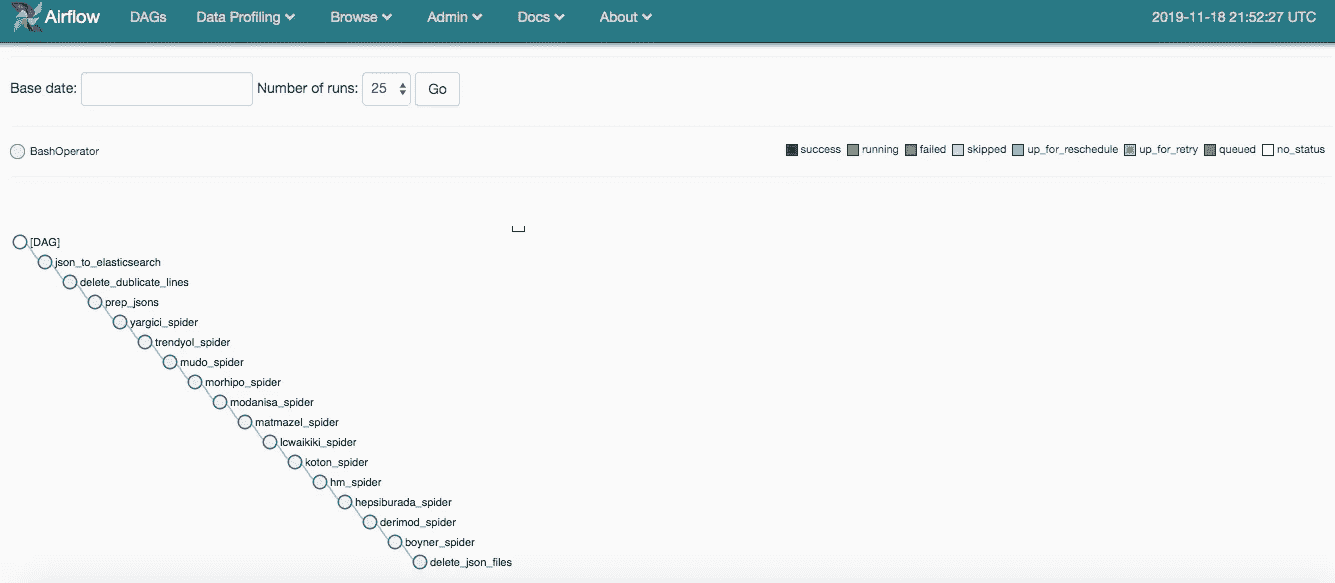 Airflow DAGs Data Profiling Browse Admin Docs About 2019-11-18 21:52:27 UTC
Base date: Number of runs: 25 Go
BashOperator success running failed skipped up_for_reschedule up_for_retry queued no_status
[DAG]
json_to_elasticsearch
delete_dublicate_lines
prep_jsons
yargici_spider
trendyol_spider
mudo_spider
morhipo_spider
modanisa_spider
matmazel_spider
lcwaikiki_spider
koton_spider
hm_spider
hepsiburada_spider
derimod_spider
boyner_spider
delete_json_files